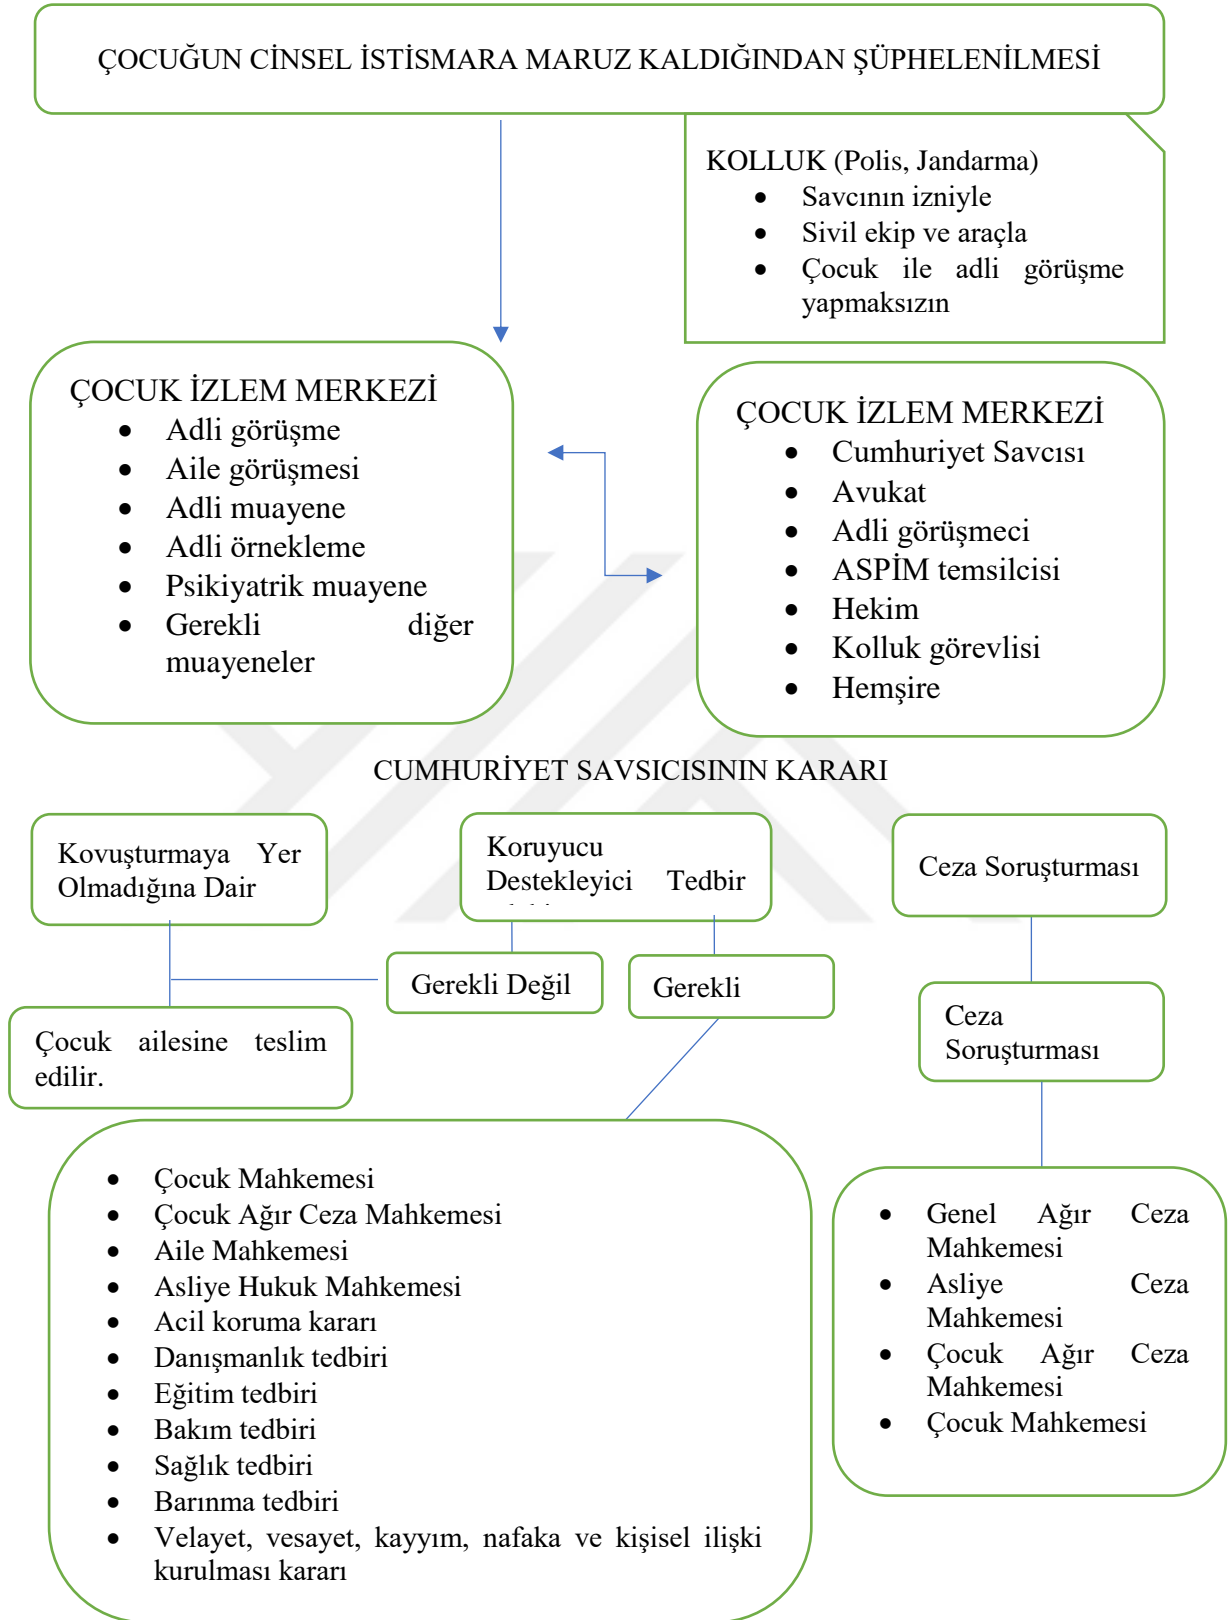 ÇOCUĞUN CİNSEL İSTİSMARA MARUZ KALDIĞINDAN ŞÜPHELENİLMESİ
KOLLUK (Polis, Jandarma)
• Savcının izniyle
• Sivil ekip ve araçla
• Çocuk ile adli görüşme
yapmaksızın
ÇOCUK İZLEM MERKEZİ
• Adli görüşme
• Aile görüşmesi
• Adli muayene
• Adli örnekleme
• Psikiyatrik muayene
• Gerekli diğer
muayeneler
ÇOCUK İZLEM MERKEZİ
• Cumhuriyet Savcısı
• Avukat
• Adli görüşmeci
• ASPİM temsilcisi
• Hekim
• Kolluk görevlisi
• Hemşire
CUMHURİYET SAVSICISININ KARARI
Kovuşturmaya Yer
Olmadığına Dair
Koruyucu
Destekleyici Tedbir
Ceza Soruşturması
Gerekli Değil
Gerekli
Ceza
Soruşturması
Çocuk ailesine teslim
edilir.
• Çocuk Mahkemesi
• Çocuk Ağır Ceza Mahkemesi
• Aile Mahkemesi
• Asliye Hukuk Mahkemesi
• Acil koruma kararı
• Danışmanlık tedbiri
• Eğitim tedbiri
• Bakım tedbiri
• Sağlık tedbiri
• Barınma tedbiri
• Velayet, vesayet, kayyım, nafaka ve kişisel ilişki
kurulması kararı
• Genel Ağır Ceza
Mahkemesi
• Asliye Ceza
Mahkemesi
• Çocuk Ağır Ceza
Mahkemesi
• Çocuk Mahkemesi